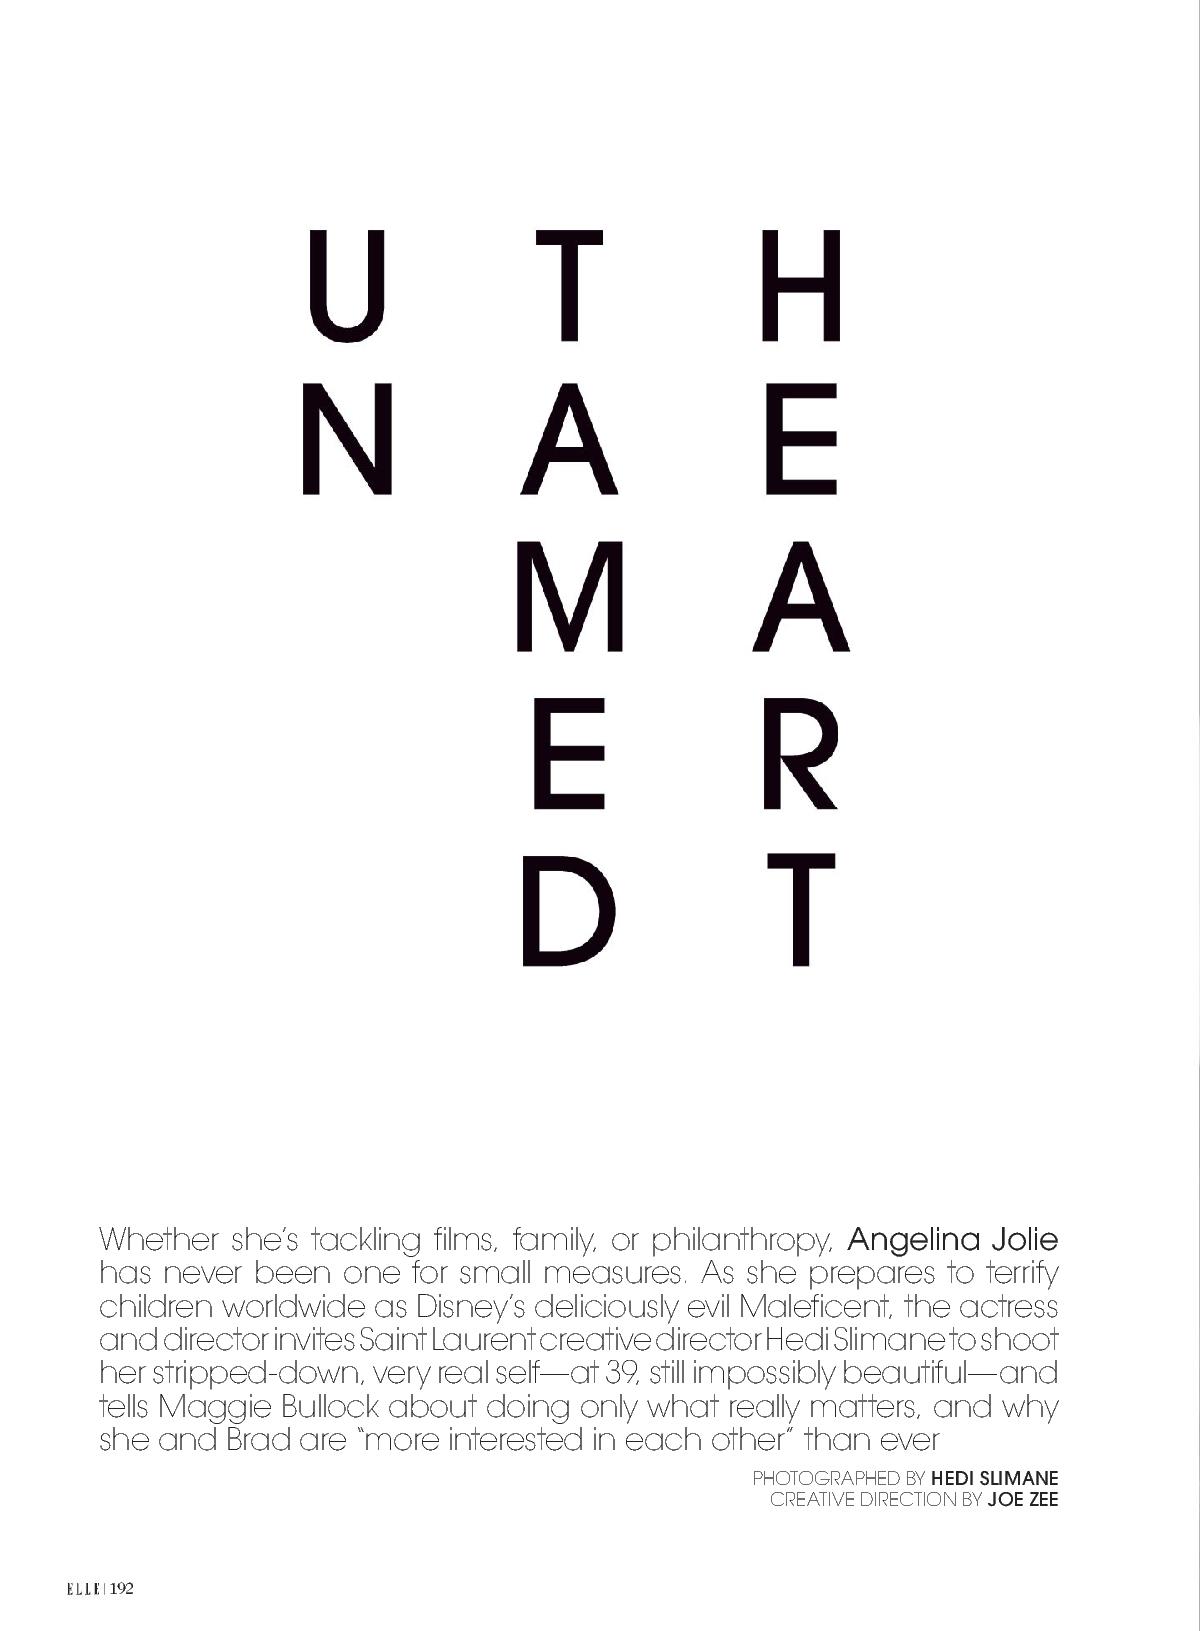 U T H
N A E
M A
E R
D T
Whether she's tackling films, family, or philanthropy, Angelina Jolie
has never been one for small measures. As she prepares to terrify
children worldwide as Disney's deliciously evil Maleficent, the actress
and director invites Saint Laurent creative director Hedi Slimane to shoot
her stripped-down, very real self—at 39, still impossibly beautiful—and
tells Maggie Bullock about doing only what really matters, and why
she and Brad are “more interested in each other” than ever
PHOTOGRAPHED BY HEDI SLIMANE
CREATIVE DIRECTION BY JOE ZEE
ELLE | 192